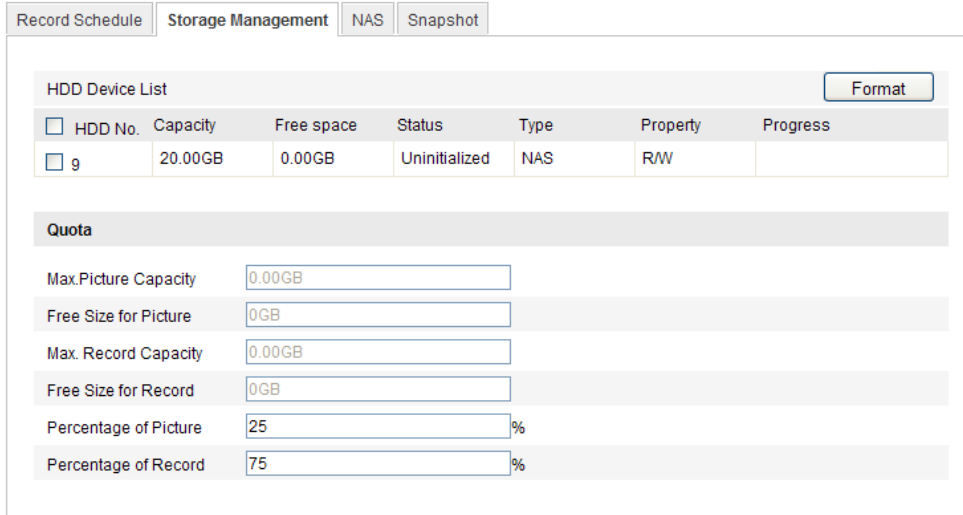 Record Schedule Storage Management NAS Snapshot
HDD Device List Format
HDD No. Capacity Free space Status Type Property Progress
9 20.00GB 0.00GB Uninitialized NAS R/W
Quota
Max.Picture Capacity 0.00GB
Free Size for Picture 0GB
Max. Record Capacity 0.00GB
Free Size for Record 0GB
Percentage of Picture 25 %
Percentage of Record 75 %